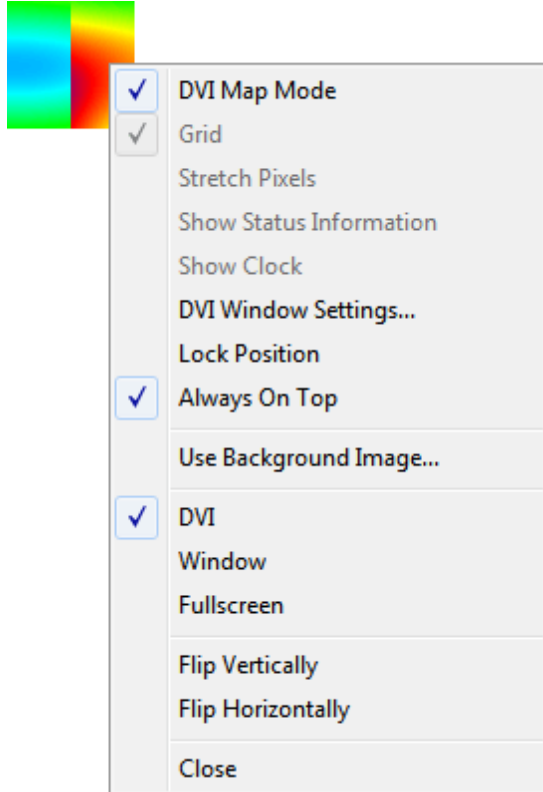 DVI Map Mode
Grid
Stretch Pixels
Show Status Information
Show Clock
DVI Window Settings...
Lock Position
Always On Top
Use Background Image...
DVI
Window
Fullscreen
Flip Vertically
Flip Horizontally
Close